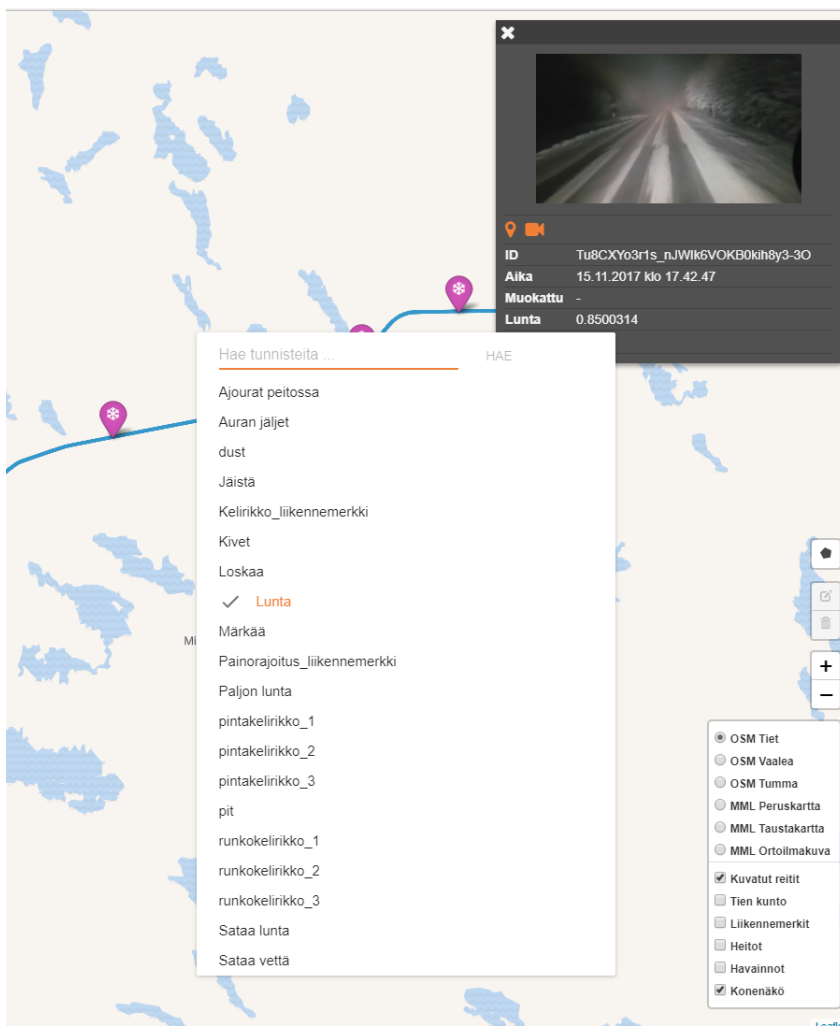 ID Tu8CXYo3r1s_nJWlk6VOKB0kih8y3-3O
Aika 15.11.2017 klo 17.42.47
Muokattu -
Lunta 0.8500314
Hae tunnisteita ... HAE
Ajourat peitossa
Auran jäljet
dust
Jäistä
Kelirikko_liikennemerkki
Kivet
Loskaa
Lunta
Märkää
Painorajoitus_liikennemerkki
Paljon lunta
pintakelirikko_1
pintakelirikko_2
pintakelirikko_3
pit
runkokelirikko_1
runkokelirikko_2
runkokelirikko_3
Sataa lunta
Sataa vettä
Mi
OSM Tiet
OSM Vaalea
OSM Tumma
MML Peruskartta
MML Taustakartta
MML Ortoilmakuva
Kuvatut reitit
Tien kunto
Liikennemerkit
Heitot
Havainnot
Konenäkö